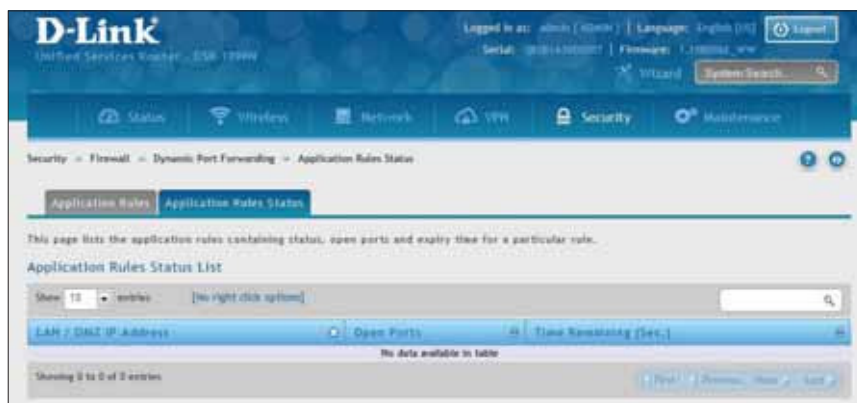 D-Link
Logged in as: admin ( ADMIN ) | Language: English [US]
Logout
Unified Services Router -
Serial: | Firmware:
Wizard
System Search...
Status
Wireless
Network
VPN
Security
Maintenance
Security » Firewall » Dynamic Port Forwarding » Application Rules Status
Application Rules
Application Rules Status
This page lists the application rules containing status, open ports and expiry time for a particular rule.
Application Rules Status List
Show 10 entries
[No right click options]
LAN / DMZ IP Address
Open Ports
Time Remaining (Sec.)
No data available in table
Showing 0 to 0 of 0 entries
First
Previous
Next
Last